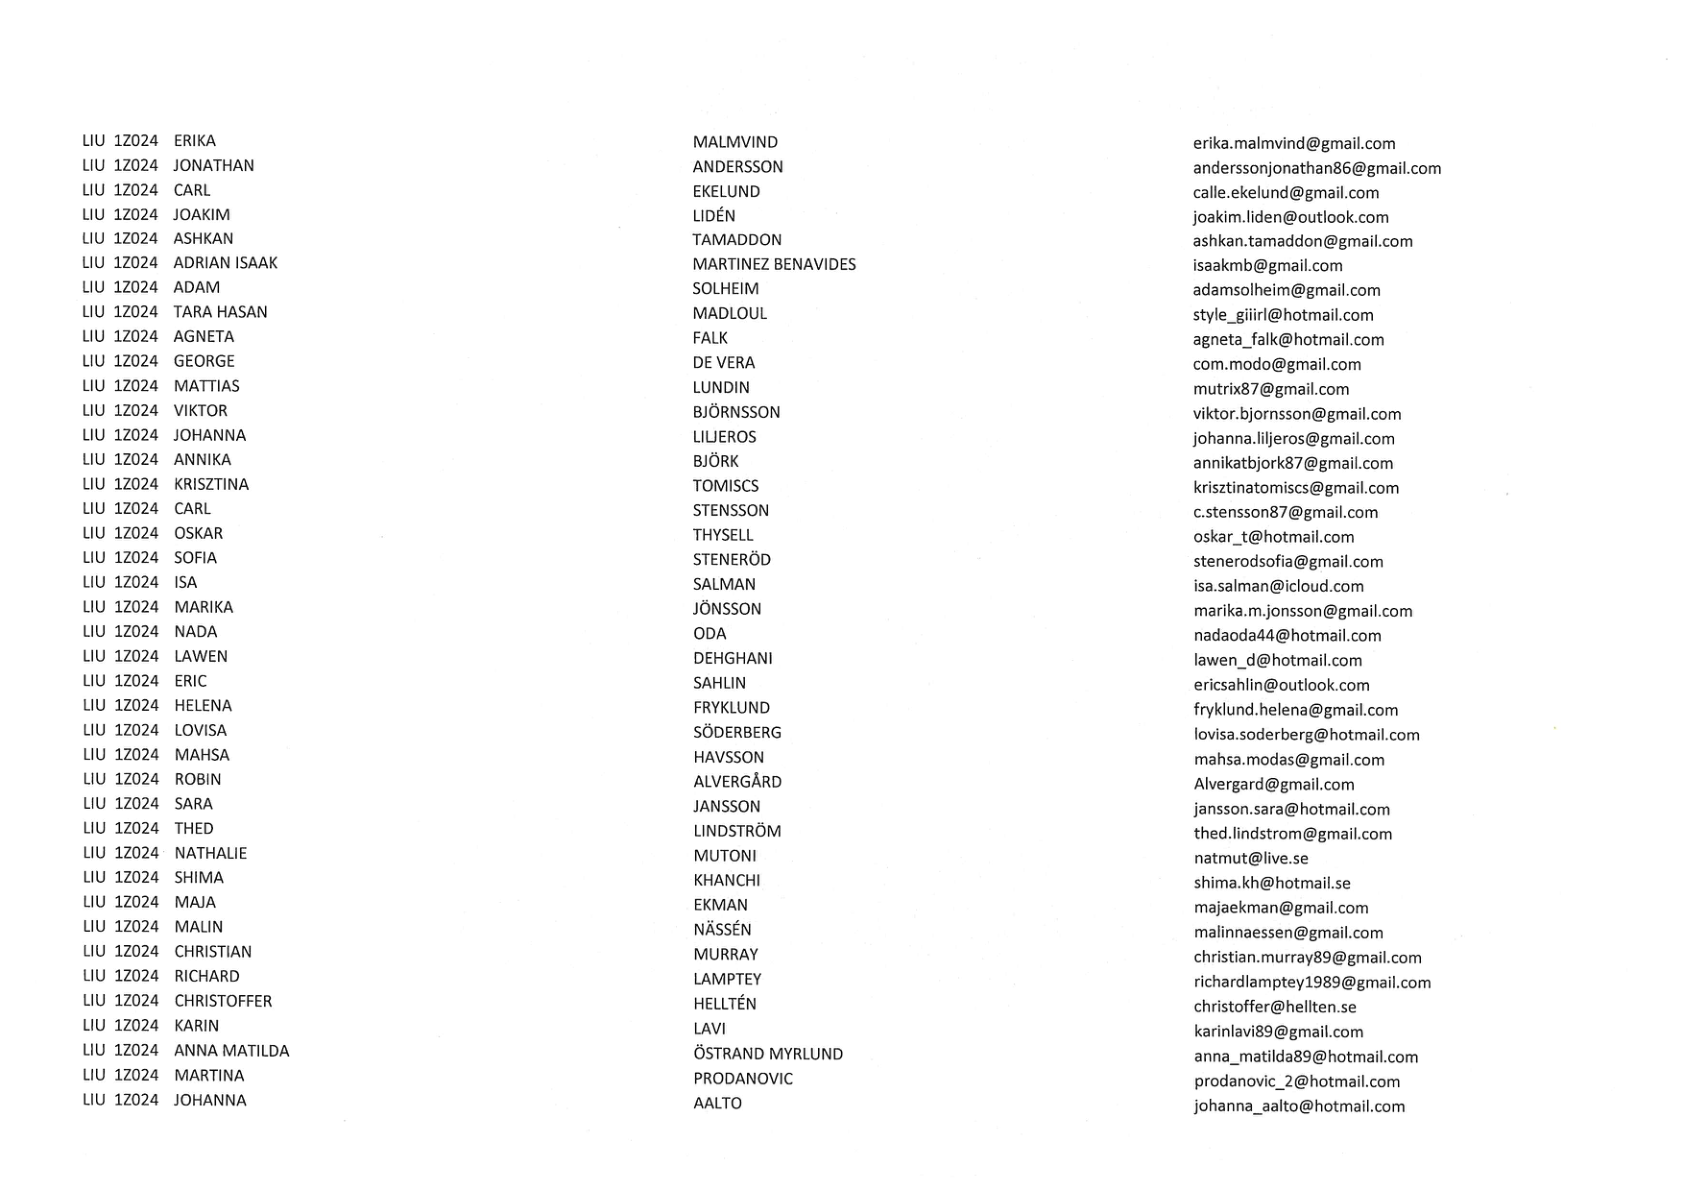 LIU 1Z024 ERIKA MALMVIND erika.malmvind@gmail.com
LIU 1Z024 JONATHAN ANDERSSON anderssonjonathan86@gmail.com
LIU 1Z024 CARL EKELUND calle.ekelund@gmail.com
LIU 1Z024 JOAKIM LIDÉN joakim.liden@outlook.com
LIU 1Z024 ASHKAN TAMADDON ashkan.tamaddon@gmail.com
LIU 1Z024 ADRIAN ISAAK MARTINEZ BENAVIDES isaakmb@gmail.com
LIU 1Z024 ADAM SOLHEIM adamsolheim@gmail.com
LIU 1Z024 TARA HASAN MADLOUL style_giiirl@hotmail.com
LIU 1Z024 AGNETA FALK agneta_falk@hotmail.com
LIU 1Z024 GEORGE DE VERA com.modo@gmail.com
LIU 1Z024 MATTIAS LUNDIN mutrix87@gmail.com
LIU 1Z024 VIKTOR BJÖRNSSON viktor.bjornsson@gmail.com
LIU 1Z024 JOHANNA LILJEROS johanna.liljeros@gmail.com
LIU 1Z024 ANNIKA BJÖRK annikatbjork87@gmail.com
LIU 1Z024 KRISZTINA TOMISCS krisztinatomiscs@gmail.com
LIU 1Z024 CARL STENSSON c.stensson87@gmail.com
LIU 1Z024 OSKAR THYSELL oskar_t@hotmail.com
LIU 1Z024 SOFIA STENERÖD stenerodsofia@gmail.com
LIU 1Z024 ISA SALMAN isa.salman@icloud.com
LIU 1Z024 MARIKA JÖNSSON marika.m.jonsson@gmail.com
LIU 1Z024 NADA ODA nadaoda44@hotmail.com
LIU 1Z024 LAWEN DEHGHANI lawen_d@hotmail.com
LIU 1Z024 ERIC SAHLIN ericsahlin@outlook.com
LIU 1Z024 HELENA FRYKLUND fryklund.helena@gmail.com
LIU 1Z024 LOVISA SÖDERBERG lovisa.soderberg@hotmail.com
LIU 1Z024 MAHSA HAVSSON mahsa.modas@gmail.com
LIU 1Z024 ROBIN ALVERGÅRD Alvergard@gmail.com
LIU 1Z024 SARA JANSSON jansson.sara@hotmail.com
LIU 1Z024 THED LINDSTRÖM thed.lindstrom@gmail.com
LIU 1Z024 NATHALIE MUTONI natmut@live.se
LIU 1Z024 SHIMA KHANCHI shima.kh@hotmail.se
LIU 1Z024 MAJA EKMAN majaekman@gmail.com
LIU 1Z024 MALIN NÄSSÉN malinnaessen@gmail.com
LIU 1Z024 CHRISTIAN MURRAY christian.murray89@gmail.com
LIU 1Z024 RICHARD LAMPTEY richardlamptey1989@gmail.com
LIU 1Z024 CHRISTOFFER HELLTÉN christoffer@hellten.se
LIU 1Z024 KARIN LAVI karinlavi89@gmail.com
LIU 1Z024 ANNA MATILDA ÖSTRAND MYRLUND anna_matilda89@hotmail.com
LIU 1Z024 MARTINA PRODANOVIC prodanovic_2@hotmail.com
LIU 1Z024 JOHANNA AALTO johanna_aalto@hotmail.com